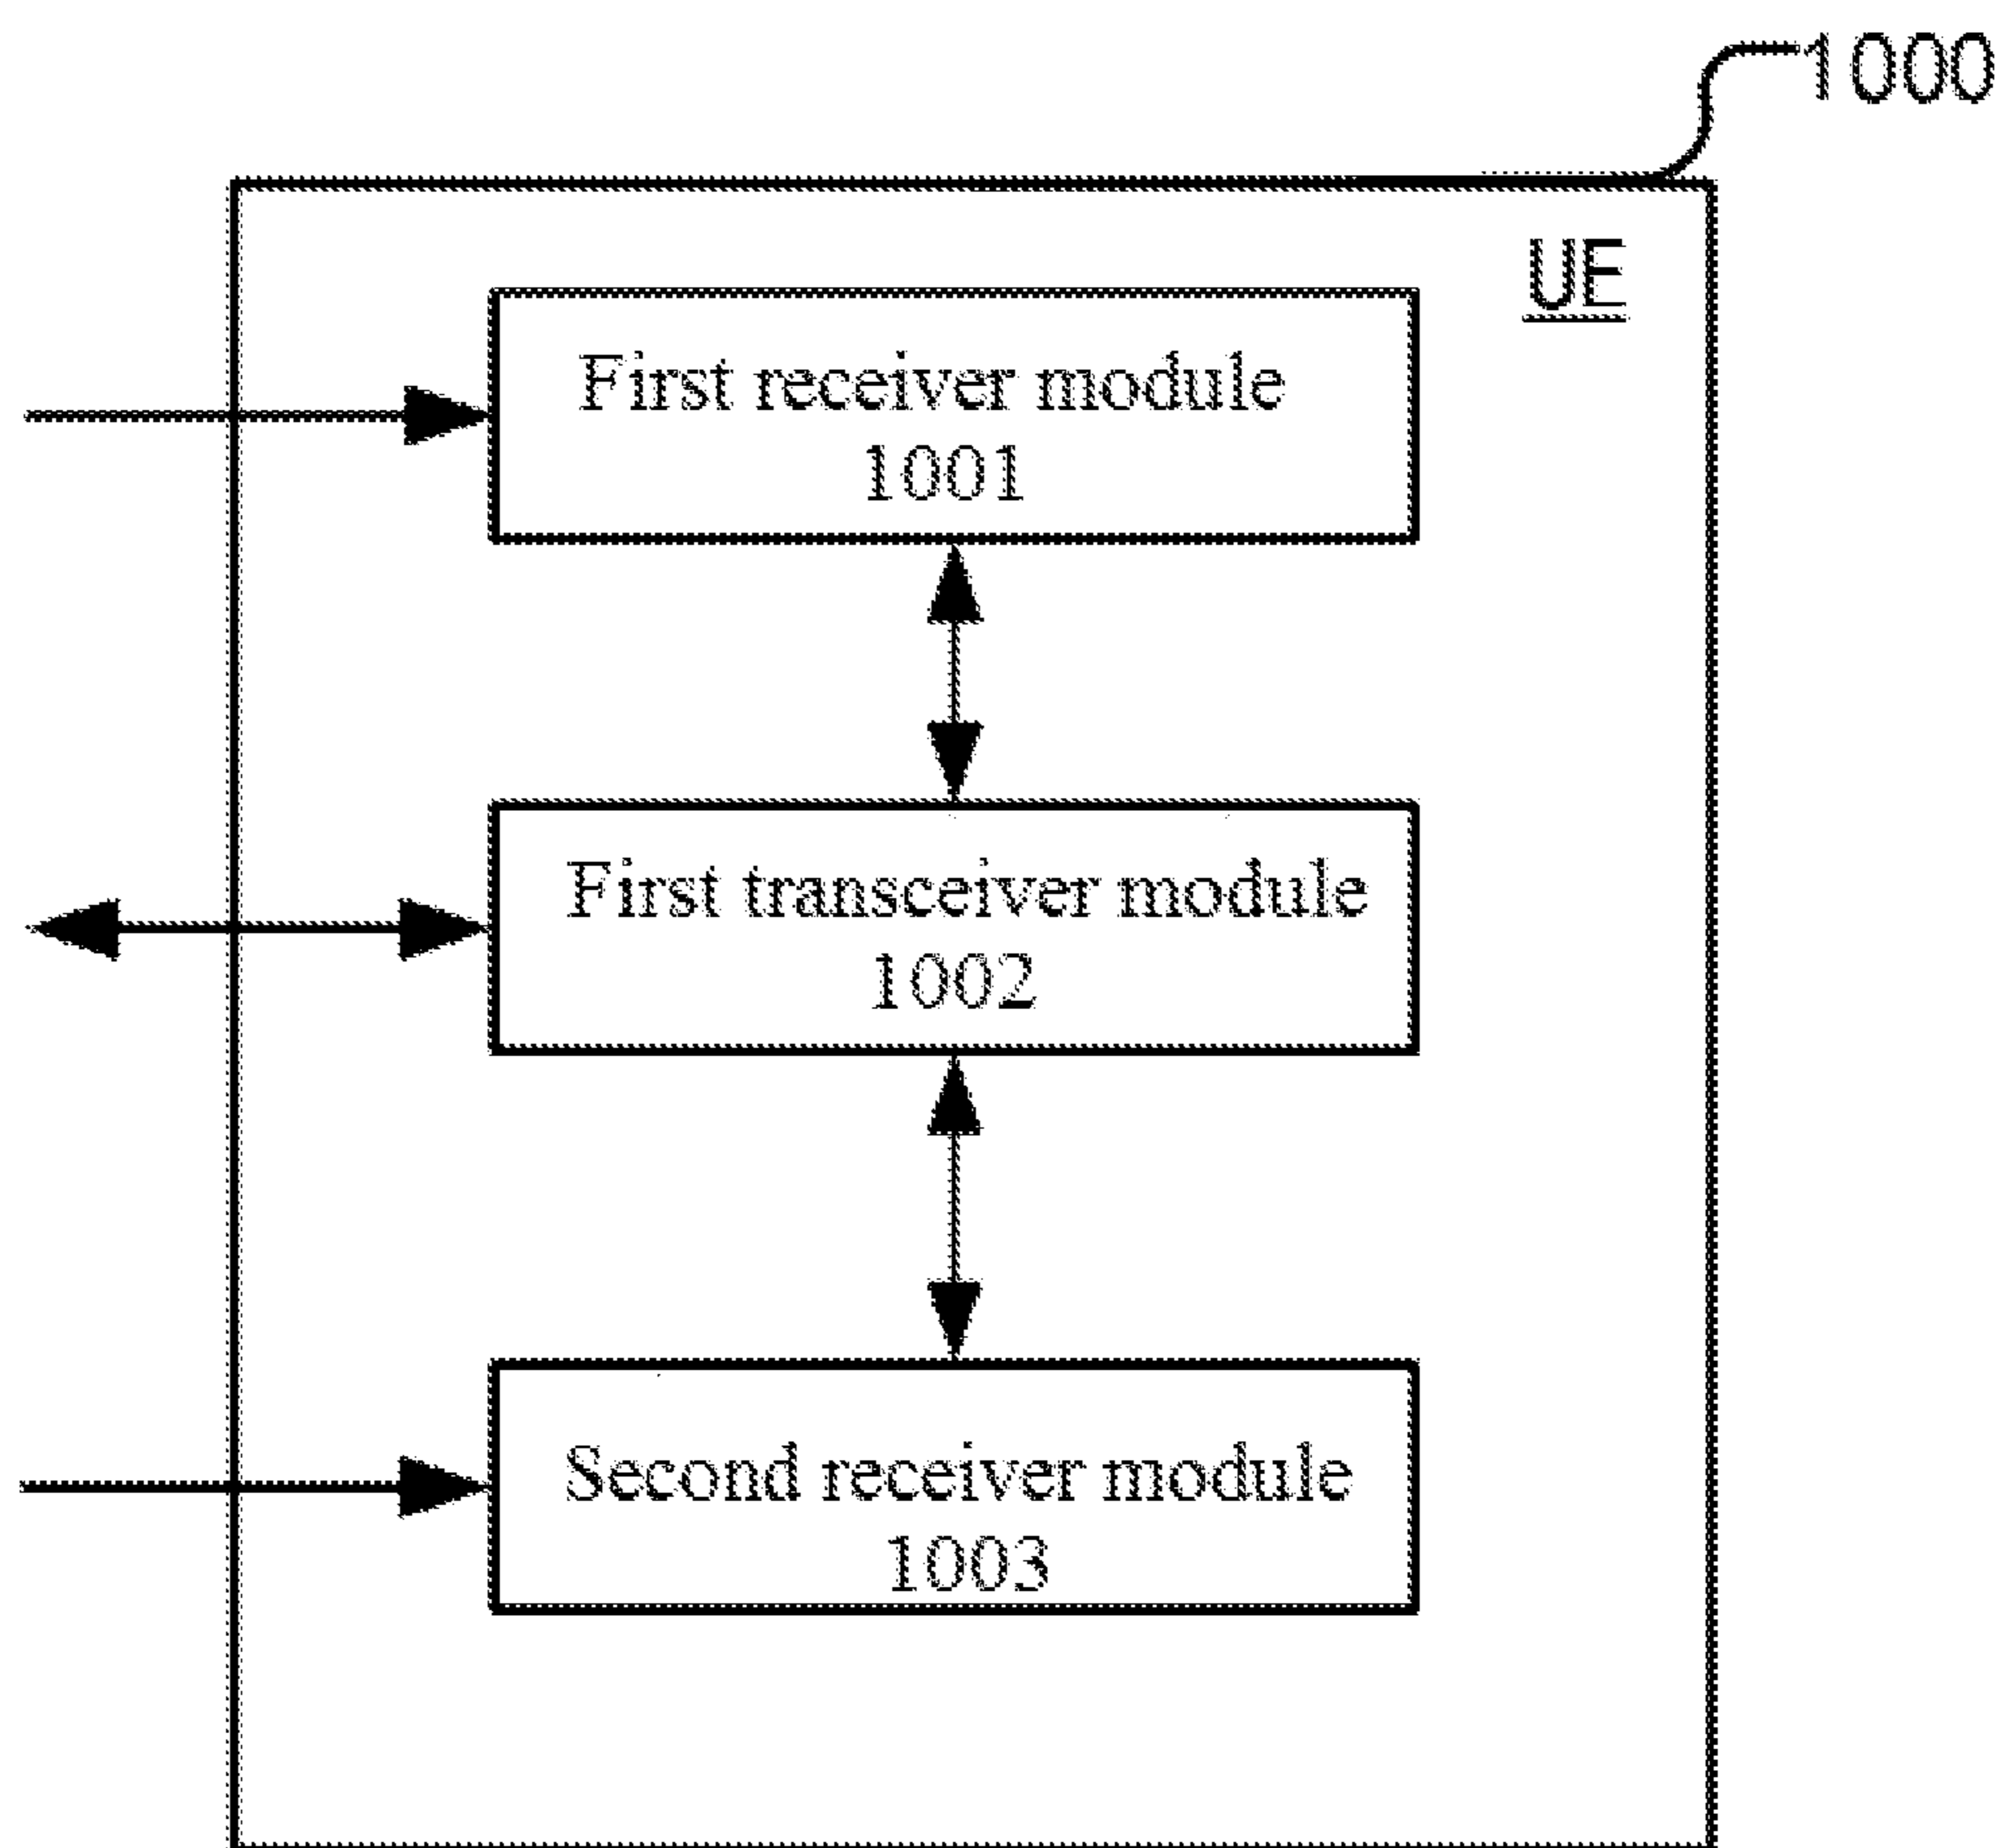 1000
UE
First receiver module
1001
First transceiver module
1002
Second receiver module
1003